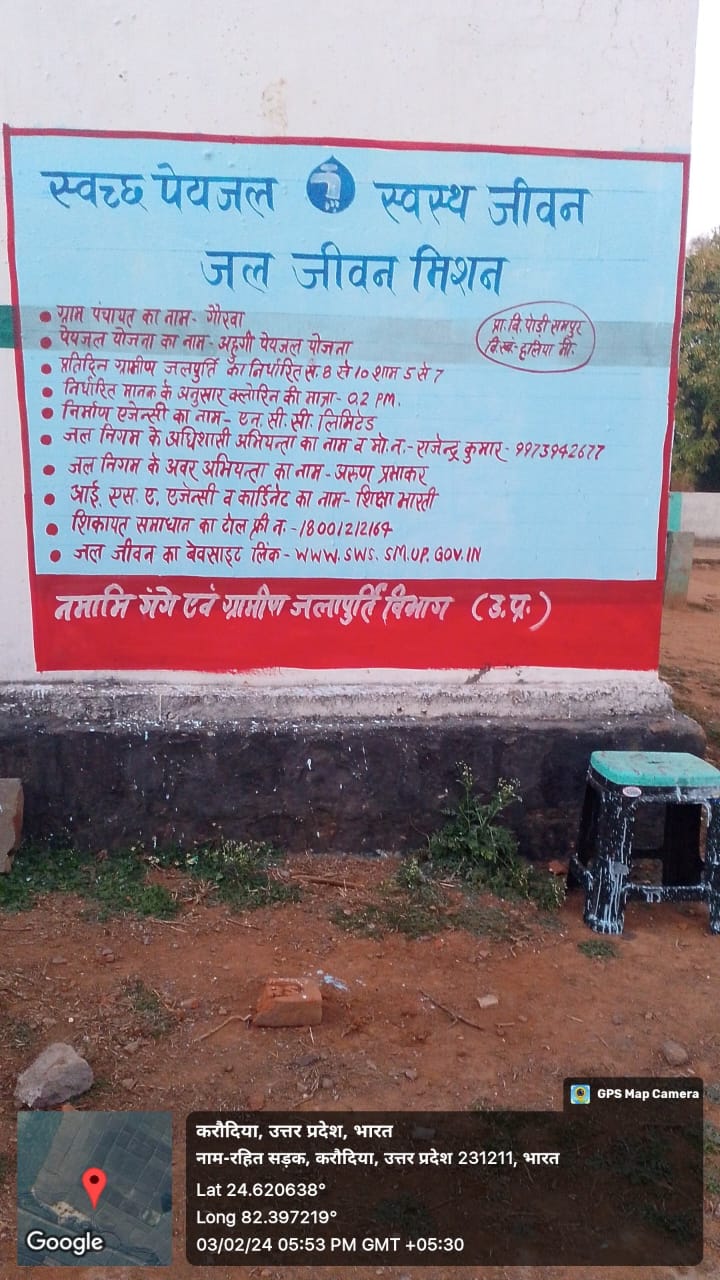 स्वच्छ पेयजल स्वस्थ जीवन
जल जीवन मिशन
ग्राम पंचायत का नाम- गौरवा
पेयजल योजना का नाम- अहुगी पेयजल योजना
प्रा. वि. पोड़ी समपुर
वि.ख- हलिया मी.
प्रतिदिन ग्रामीण जलपुर्ति का निर्धारित स. 8 से 10 शाम 5 से 7
निर्धारित मानक के अनुसार क्लोरिन की मात्रा- 0.2 PM.
निर्माण एजेन्सी का नाम- एन. सी. सी. लिमिटेड
जल निगम के अधिशासी अभियन्ता का नाम व मो. न.- राजेन्द्र कुमार- 9973942677
जल निगम के अवर अभियन्ता का नाम- अरुण प्रभाकर
आई. एस. ए. एजेन्सी व कार्डिनेट का नाम- शिक्षा भारती
शिकायत समाधान का टोल फ्री न - 18001212164
जल जीवन का बेवसाइट लिंक - WWW.SWS. SM.UP. GOV.IN
नमामि गंगे एवं ग्रामीण जलापुर्ति विभाग (उ.प्र.)
GPS Map Camera
करौदिया, उत्तर प्रदेश, भारत
नाम-रहित सड़क, करौदिया, उत्तर प्रदेश 231211, भारत
Lat 24.620638°
Long 82.397219°
03/02/24 05:53 PM GMT +05:30
Google